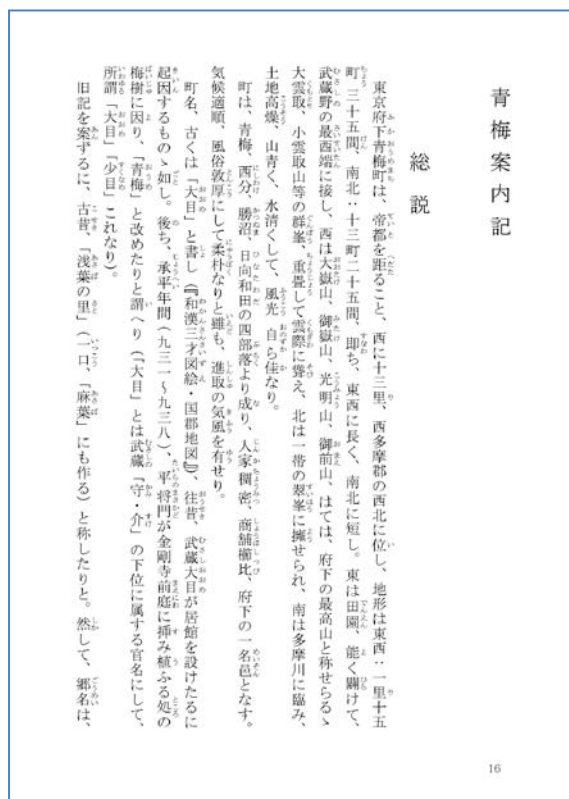 青梅案内記
総説
東京府下青梅町は、帝都を距ること、西に十三里、西多摩郡の西北に位し、地形は東西：一里十五
町 三十五間、南北：十三町二十五間、即ち、東西に長く、南北に短し。東は田園、能く闢けて、
武蔵野の最西端に接し、西は大嶽山、御嶽山、光明山、御前山、はては、府下の最高山と称せらるゝ
大雲取、小雲取山等の群峯、重畳して雲際に聳え、北は一帯の翠峯に擁せられ、南は多摩川に臨み、
土地高燥、山青く、水清くして、風光 自ら佳なり。
町は、青梅、西分、勝沼、日向和田の四部落より成り、人家稠密、商舗櫛比、府下の一名邑となす。
気候適順、風俗敦厚にして柔朴なりと雖も、進取の気風を有せり。
町名、古くは「大目」と書し（『和漢三才図絵・国郡地図』）、往昔、武蔵大目が居館を設けたるに
起因するものゝ如し。後ち、承平年間（九三一～九三八）、平将門が金剛寺前庭に挿み植ふる処の
梅樹に因り、「青梅」と改めたりと謂へり（「大目」とは武蔵「守・介」の下位に属する官名にして、
所謂「大目」「少目」これなり）。
旧記を案ずるに、古昔、「浅葉の里」（一口、「麻葉」にも作る）と称したりと。然して、郷名は、
16